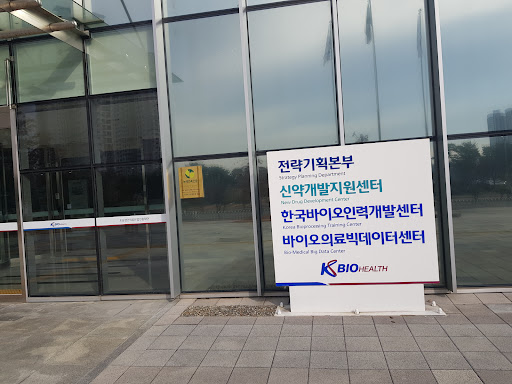 전략기획본부
Strategy Planning Department
신약개발지원센터
New Drug Development Center
한국바이오인력개발센터
Korea Bioprocessing Training Center
바이오의료빅데이터센터
Bio-Medical Big Data Center
KBIO HEALTH